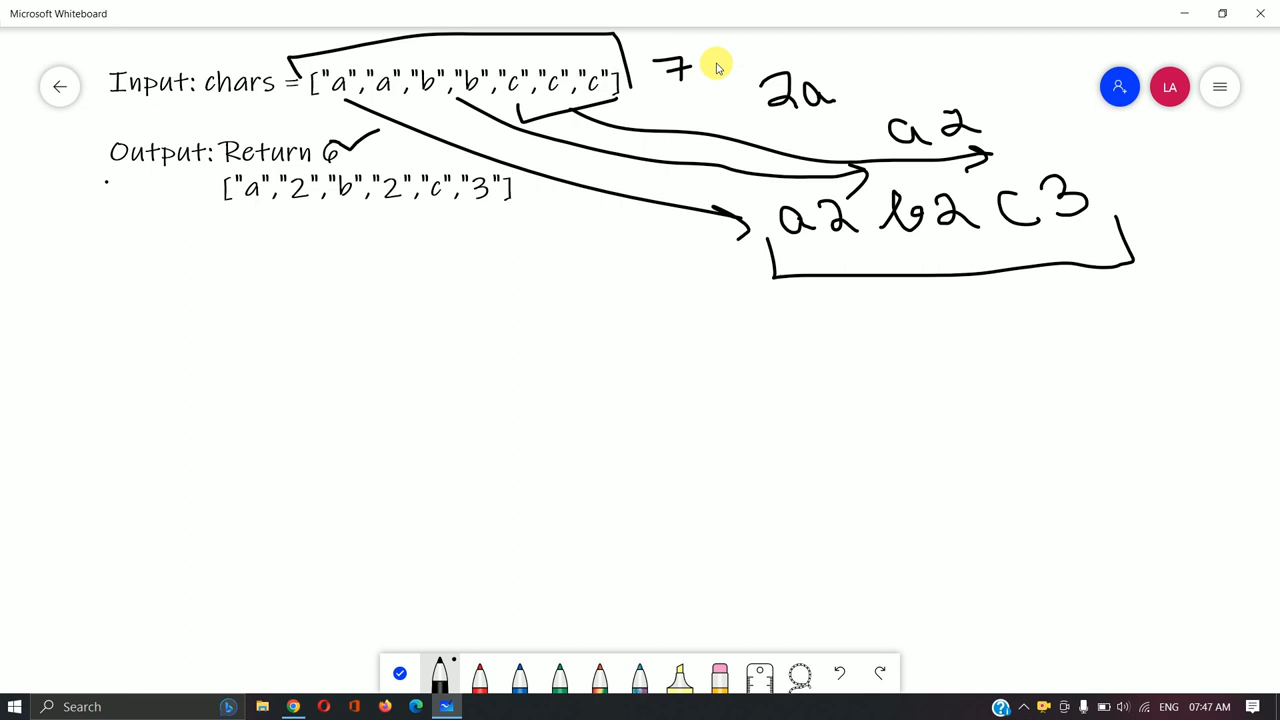 Microsoft Whiteboard
Input: chars = ["a","a","b","b","c","c","c"] 7
2a
LA
a2
Output: Return 6
["a","2","b","2","c","3"]
a2 b2 c3
Search
ENG
07:47 AM